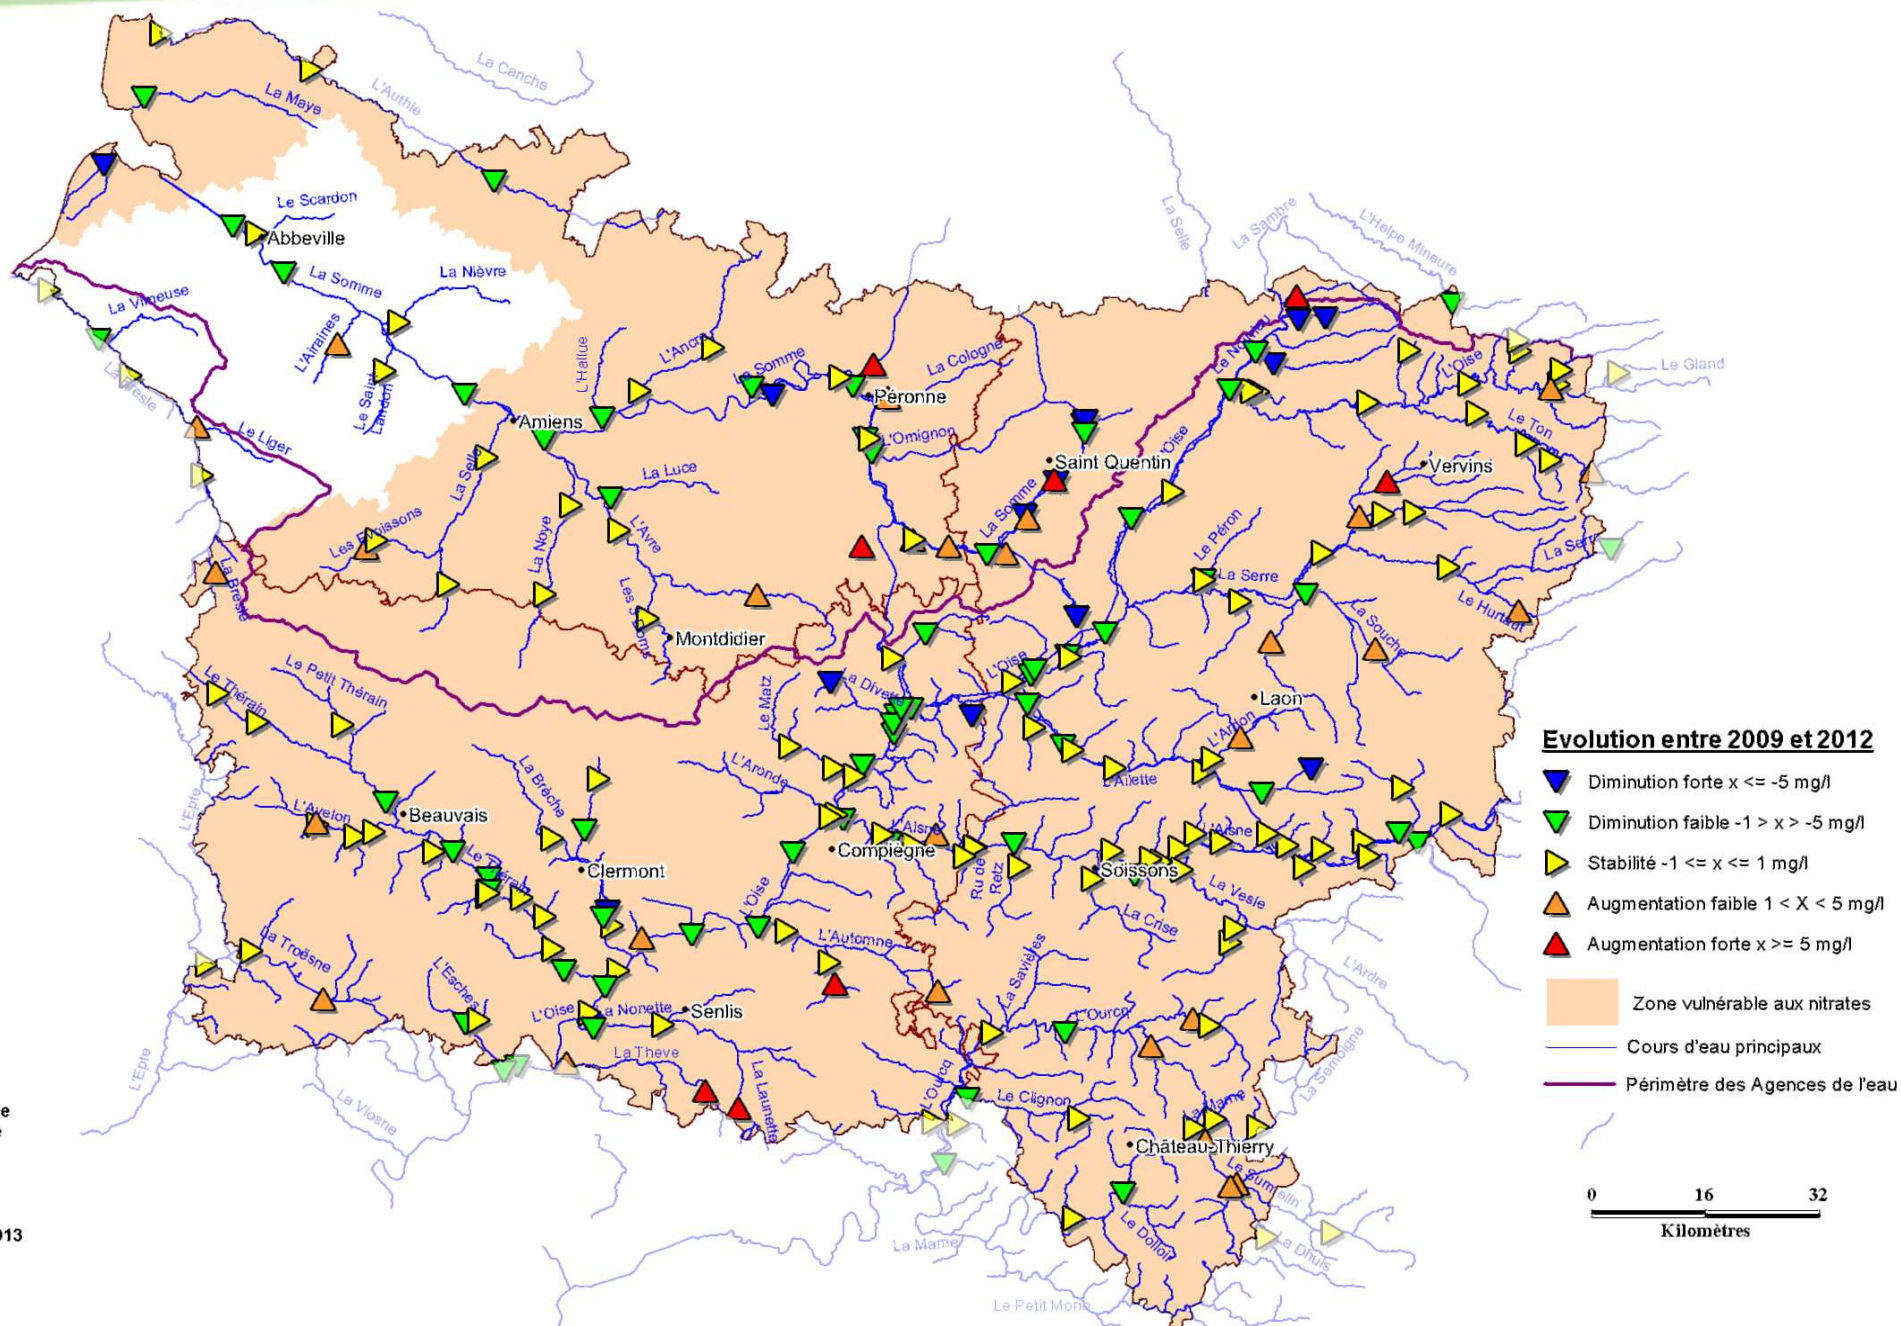 La Canche
L'Authie
La Maye
La Selle
La Sambre
L'Helpe Mineure
Le Scardon
Abbeville
La Somme
La Nièvre
La Vimeuse
L'Airaines
Le Saint
Landon
La Bresle
Le Liger
L'Hallue
L'Ancre
La Somme
La Cologne
Péronne
Le Noirrieu
L'Oise
Le Gland
Amiens
L'Omignon
Saint Quentin
L'Oise
Le Ton
Vervins
La Selle
La Luce
La Somme
Les Evoissons
La Noye
L'Avre
Le Péron
La Serre
La Serre
La Bresle
Les 3 Doms
Montdidier
Le Hurtaut
La Souche
Le Thérain
Le Petit Thérain
Le Matz
La Divette
L'Oise
Laon
L'Ardon
L'Aronde
L'Ailette
La Brèche
L'Epte
L'Avelon
Beauvais
L'Aisne
L'Aisne
Compiègne
Clermont
Le Thérain
Ru de
Retz
Soissons
La Vesle
L'Oise
La Crise
L'Automne
La Troësne
L'Esches
La Savières
L'Ardre
L'Oise
La Nonette
Senlis
L'Ourcq
La Theve
La Launette
L'Epte
La Viosne
L'Ourcq
Le Clignon
La Marne
La Semoigne
Château-Thierry
Le Surmelin
Le Dolloir
La Dhuis
La Marne
Le Petit Morin
Evolution entre 2009 et 2012
Diminution forte x <= -5 mg/l
Diminution faible -1 > x > -5 mg/l
Stabilité -1 <= x <= 1 mg/l
Augmentation faible 1 < X < 5 mg/l
Augmentation forte x >= 5 mg/l
Zone vulnérable aux nitrates
Cours d'eau principaux
Périmètre des Agences de l'eau
0 16 32
Kilomètres
e
e
013